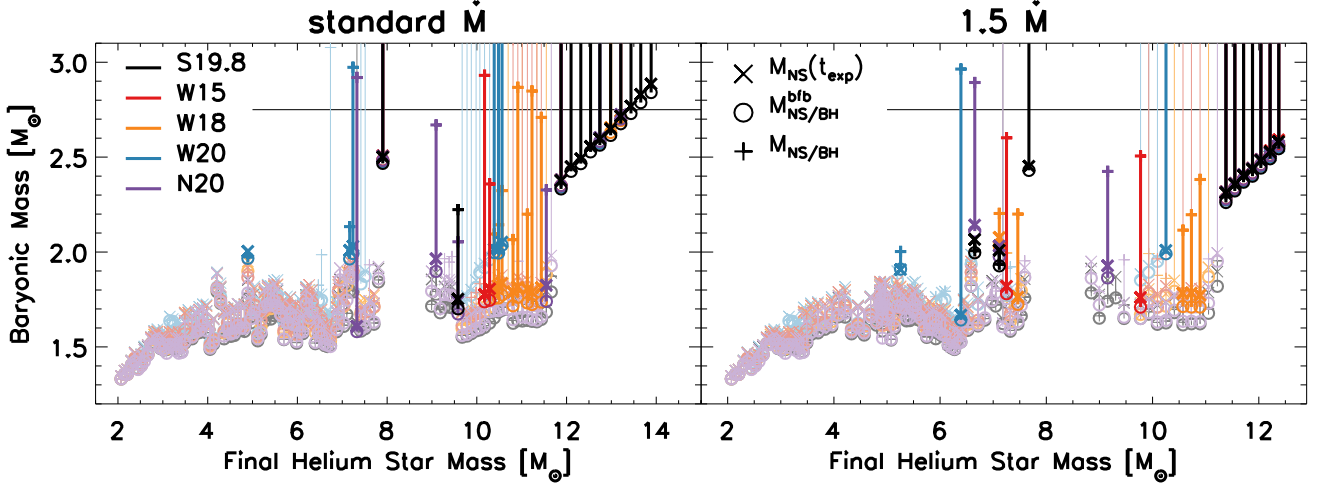 standard Ṁ
1.5 Ṁ
Baryonic Mass [M⊙]
3.0
2.5
2.0
1.5
S19.8
W15
W18
W20
N20
× M_NS(t_exp)
○ M^bfb_NS/BH
+ M_NS/BH
2 4 6 8 10 12 14
2 4 6 8 10 12
Final Helium Star Mass [M⊙]
Final Helium Star Mass [M⊙]